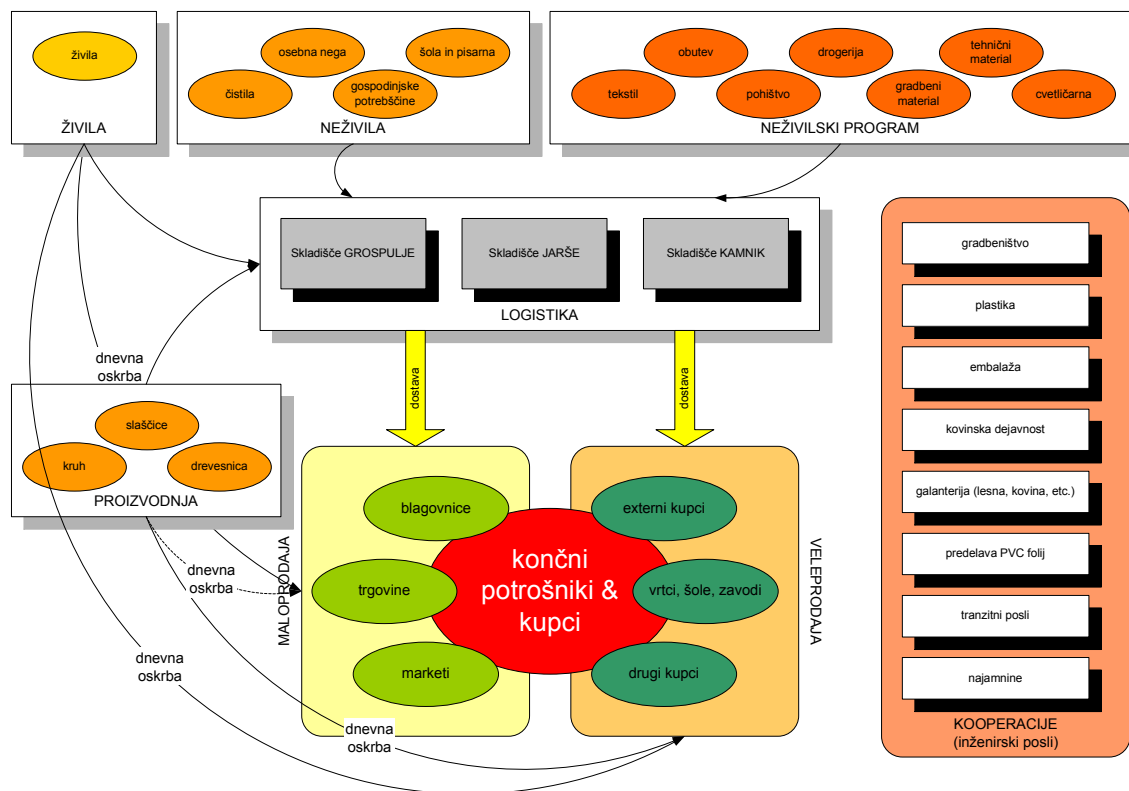 živila
ŽIVILA
osebna nega
šola in pisarna
čistila
gospodinjske
potrebščine
NEŽIVILA
obutev
drogerija
tehnični
material
tekstil
pohištvo
gradbeni
material
cvetličarna
NEŽIVILSKI PROGRAM
Skladišče GROSPULJE
Skladišče JARŠE
Skladišče KAMNIK
LOGISTIKA
dnevna
oskrba
slaščice
kruh
drevesnica
PROIZVODNJA
dostava
dostava
dnevna
oskrba
dnevna
oskrba
dnevna
oskrba
MALOPRODAJA
blagovnice
trgovine
marketi
končni
potrošniki &
kupci
externi kupci
vrtci, šole, zavodi
drugi kupci
VELEPRODAJA
gradbeništvo
plastika
embalaža
kovinska dejavnost
galanterija (lesna, kovina, etc.)
predelava PVC folij
tranzitni posli
najamnine
KOOPERACIJE
(inženirski posli)